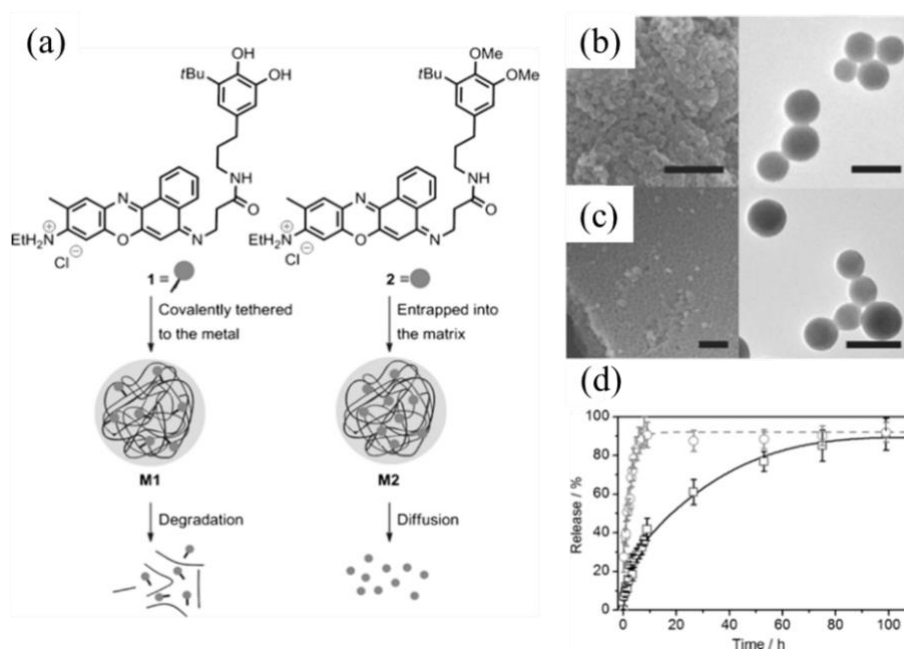 (a)
OH
OH
tBu
NH
O
N
O
N
EtH2N
+
Cl
−
1 =
Covalently tethered
to the metal
M1
Degradation
OMe
OMe
tBu
NH
O
N
O
N
EtH2N
+
Cl
−
2 =
Entrapped into
the matrix
M2
Diffusion
(b)
(c)
(d)
100
80
60
40
20
0
Release / %
0
20
40
60
80
100
Time / h